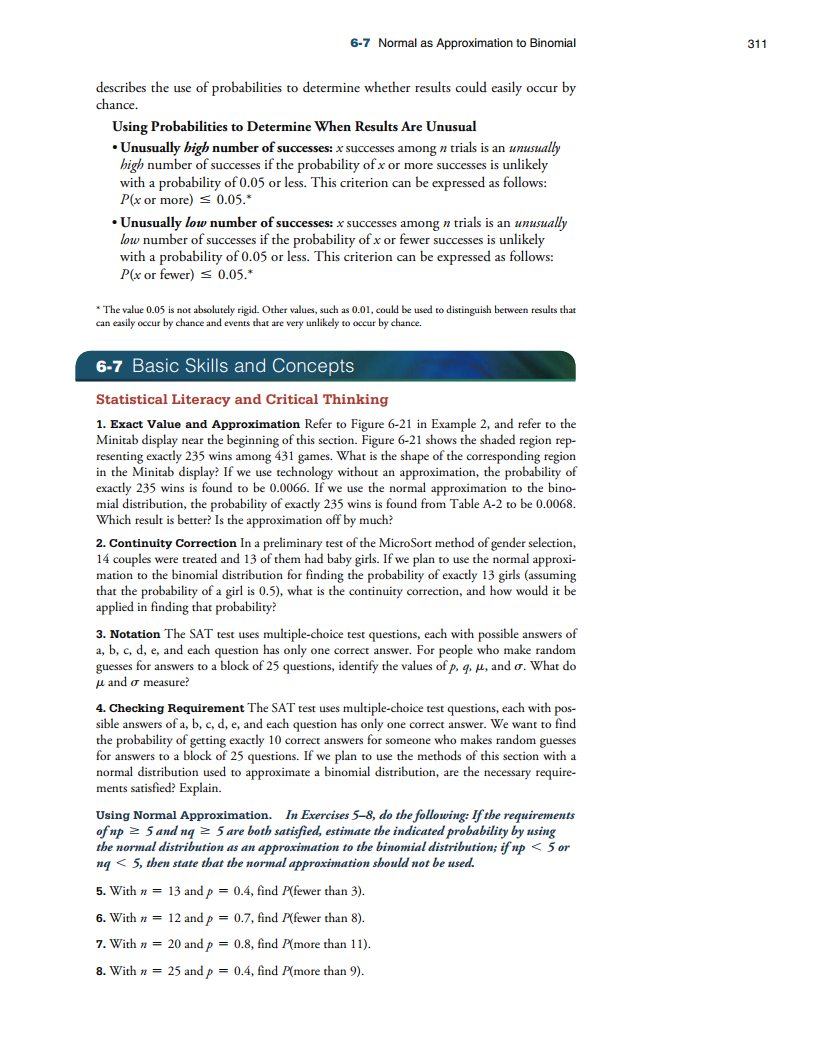 6-7 Normal as Approximation to Binomial 311
describes the use of probabilities to determine whether results could easily occur by
chance.
Using Probabilities to Determine When Results Are Unusual
• Unusually high number of successes: x successes among n trials is an unusually
high number of successes if the probability of x or more successes is unlikely
with a probability of 0.05 or less. This criterion can be expressed as follows:
P(x or more) ≤ 0.05.*
• Unusually low number of successes: x successes among n trials is an unusually
low number of successes if the probability of x or fewer successes is unlikely
with a probability of 0.05 or less. This criterion can be expressed as follows:
P(x or fewer) ≤ 0.05.*
* The value 0.05 is not absolutely rigid. Other values, such as 0.01, could be used to distinguish between results that
can easily occur by chance and events that are very unlikely to occur by chance.
6-7 Basic Skills and Concepts
Statistical Literacy and Critical Thinking
1. Exact Value and Approximation Refer to Figure 6-21 in Example 2, and refer to the
Minitab display near the beginning of this section. Figure 6-21 shows the shaded region rep-
resenting exactly 235 wins among 431 games. What is the shape of the corresponding region
in the Minitab display? If we use technology without an approximation, the probability of
exactly 235 wins is found to be 0.0066. If we use the normal approximation to the bino-
mial distribution, the probability of exactly 235 wins is found from Table A-2 to be 0.0068.
Which result is better? Is the approximation off by much?
2. Continuity Correction In a preliminary test of the MicroSort method of gender selection,
14 couples were treated and 13 of them had baby girls. If we plan to use the normal approxi-
mation to the binomial distribution for finding the probability of exactly 13 girls (assuming
that the probability of a girl is 0.5), what is the continuity correction, and how would it be
applied in finding that probability?
3. Notation The SAT test uses multiple-choice test questions, each with possible answers of
a, b, c, d, e, and each question has only one correct answer. For people who make random
guesses for answers to a block of 25 questions, identify the values of p, q, μ, and σ. What do
μ and σ measure?
4. Checking Requirement The SAT test uses multiple-choice test questions, each with pos-
sible answers of a, b, c, d, e, and each question has only one correct answer. We want to find
the probability of getting exactly 10 correct answers for someone who makes random guesses
for answers to a block of 25 questions. If we plan to use the methods of this section with a
normal distribution used to approximate a binomial distribution, are the necessary require-
ments satisfied? Explain.
Using Normal Approximation. In Exercises 5–8, do the following: If the requirements
of np ≥ 5 and nq ≥ 5 are both satisfied, estimate the indicated probability by using
the normal distribution as an approximation to the binomial distribution; if np < 5 or
nq < 5, then state that the normal approximation should not be used.
5. With n = 13 and p = 0.4, find P(fewer than 3).
6. With n = 12 and p = 0.7, find P(fewer than 8).
7. With n = 20 and p = 0.8, find P(more than 11).
8. With n = 25 and p = 0.4, find P(more than 9).